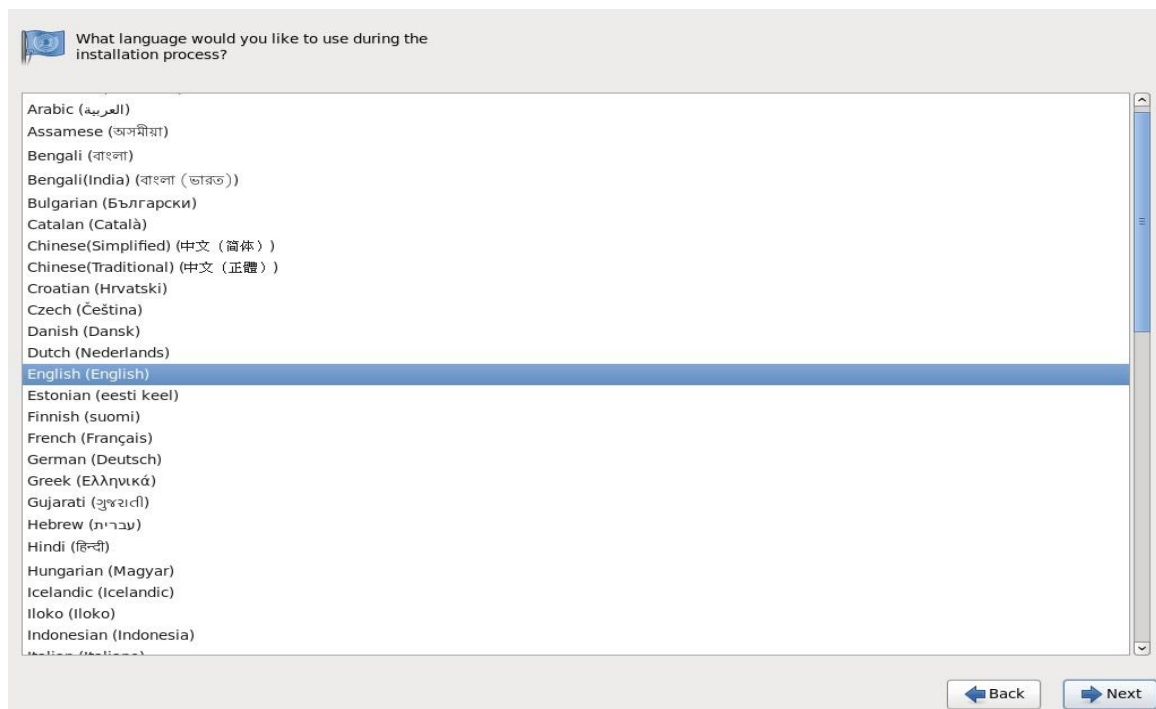 What language would you like to use during the
installation process?
Arabic (العربية)
Assamese (অসমীয়া)
Bengali (বাংলা)
Bengali(India) (বাংলা (ভারত))
Bulgarian (Български)
Catalan (Català)
Chinese(Simplified) (中文（简体）)
Chinese(Traditional) (中文（正體）)
Croatian (Hrvatski)
Czech (Čeština)
Danish (Dansk)
Dutch (Nederlands)
English (English)
Estonian (eesti keel)
Finnish (suomi)
French (Français)
German (Deutsch)
Greek (Ελληνικά)
Gujarati (ગુજરાતી)
Hebrew (עברית)
Hindi (हिन्दी)
Hungarian (Magyar)
Icelandic (Icelandic)
Iloko (Iloko)
Indonesian (Indonesia)
Back Next